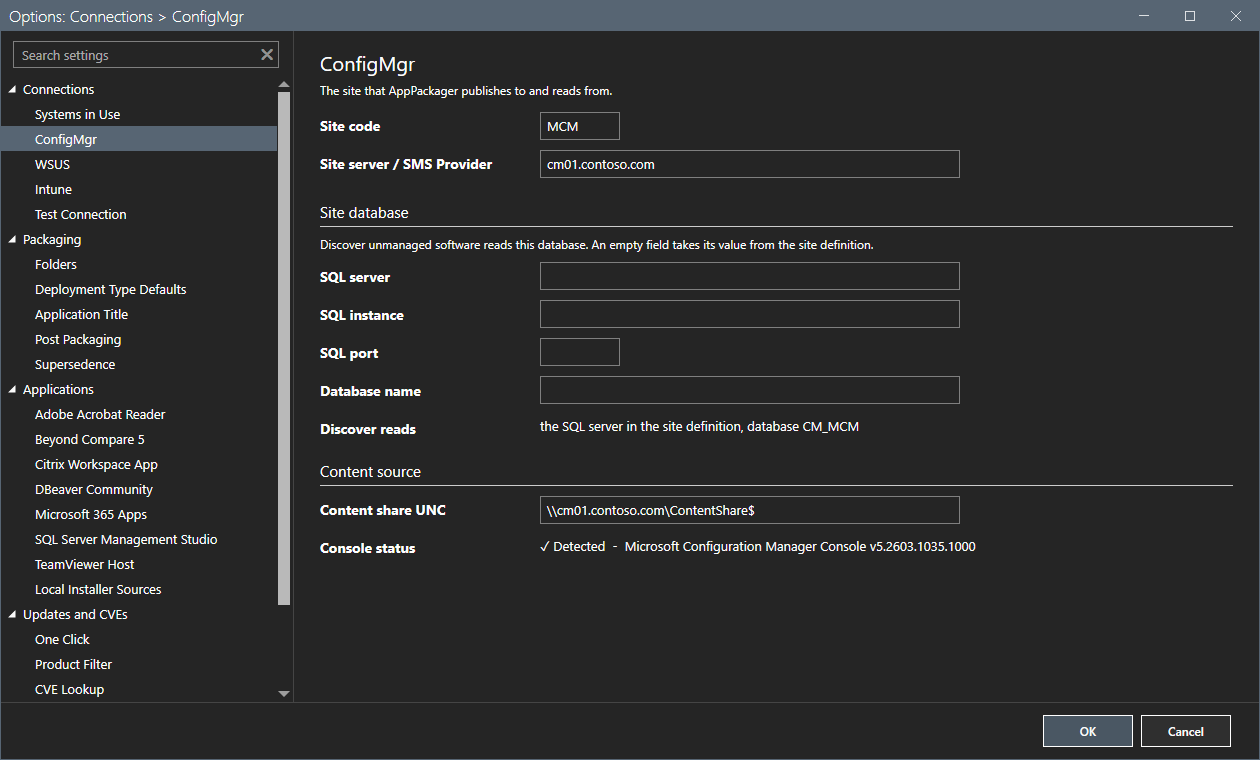 Options: Connections > ConfigMgr
Search settings
Connections
Systems in Use
ConfigMgr
WSUS
Intune
Test Connection
Packaging
Folders
Deployment Type Defaults
Application Title
Post Packaging
Supersedence
Applications
Adobe Acrobat Reader
Beyond Compare 5
Citrix Workspace App
DBeaver Community
Microsoft 365 Apps
SQL Server Management Studio
TeamViewer Host
Local Installer Sources
Updates and CVEs
One Click
Product Filter
CVE Lookup
ConfigMgr
The site that AppPackager publishes to and reads from.
Site code MCM
Site server / SMS Provider cm01.contoso.com
Site database
Discover unmanaged software reads this database. An empty field takes its value from the site definition.
SQL server
SQL instance
SQL port
Database name
Discover reads the SQL server in the site definition, database CM_MCM
Content source
Content share UNC \\cm01.contoso.com\ContentShare$
Console status ✓ Detected - Microsoft Configuration Manager Console v5.2603.1035.1000
OK Cancel